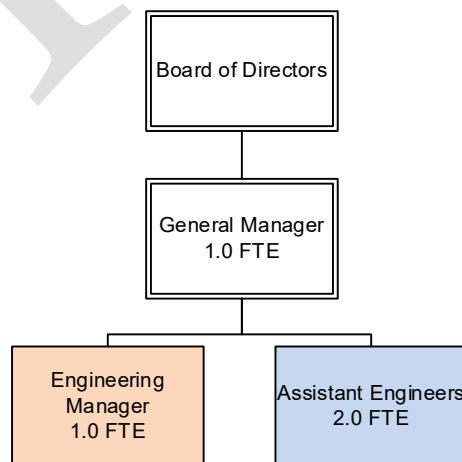 Board of Directors
General Manager
1.0 FTE
Engineering
Manager
1.0 FTE
Assistant Engineers
2.0 FTE